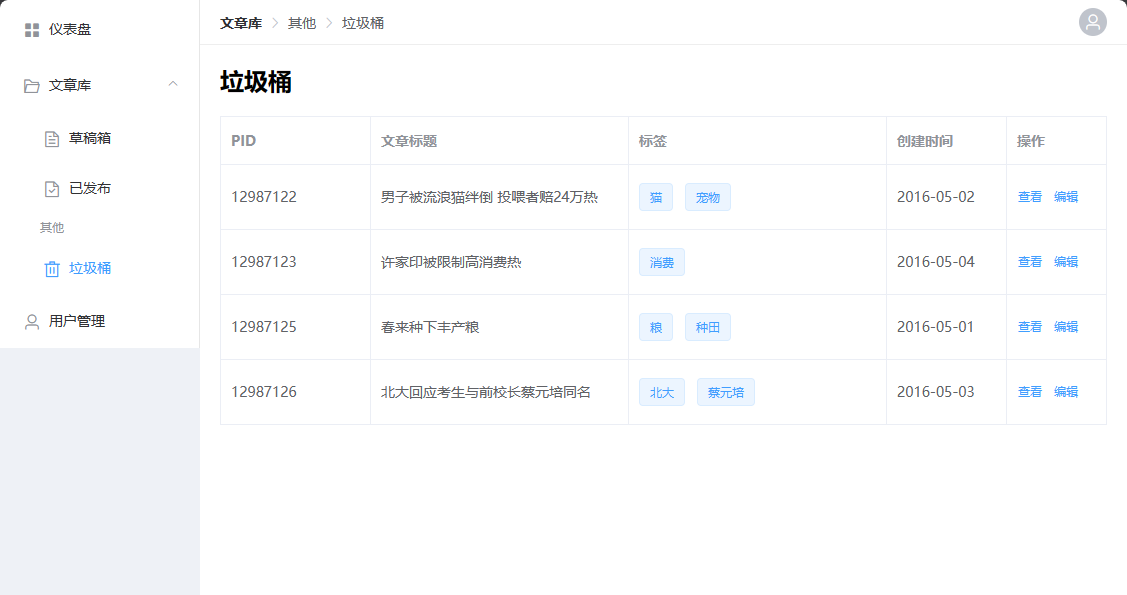 仪表盘
文章库
草稿箱
已发布
其他
垃圾桶
用户管理
文章库 其他 垃圾桶
垃圾桶
PID 文章标题 标签 创建时间 操作
12987122 男子被流浪猫绊倒 投喂者赔24万热 猫 宠物 2016-05-02 查看 编辑
12987123 许家印被限制高消费热 消费 2016-05-04 查看 编辑
12987125 春来种下丰产粮 粮 种田 2016-05-01 查看 编辑
12987126 北大回应考生与前校长蔡元培同名 北大 蔡元培 2016-05-03 查看 编辑